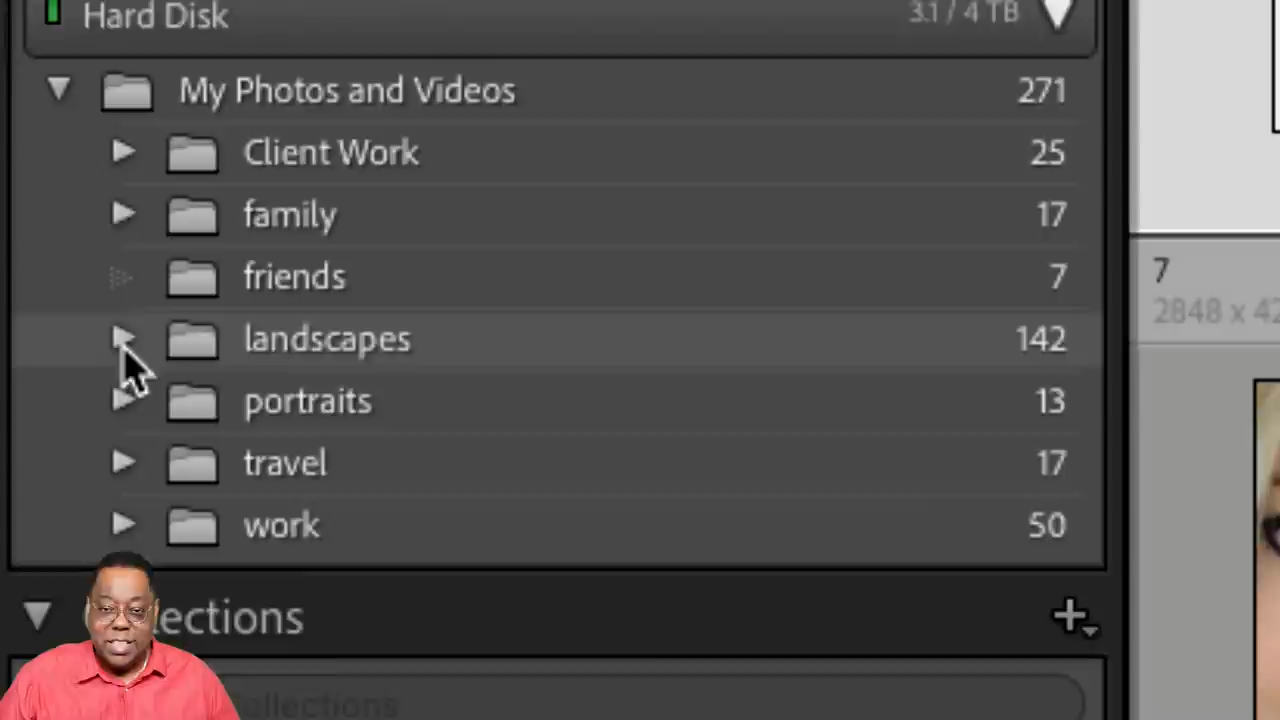 Hard Disk 3.1 / 4 TB
My Photos and Videos 271
Client Work 25
family 17
friends 7
landscapes 142
portraits 13
travel 17
work 50
7
2848 x 42
ections
ollections